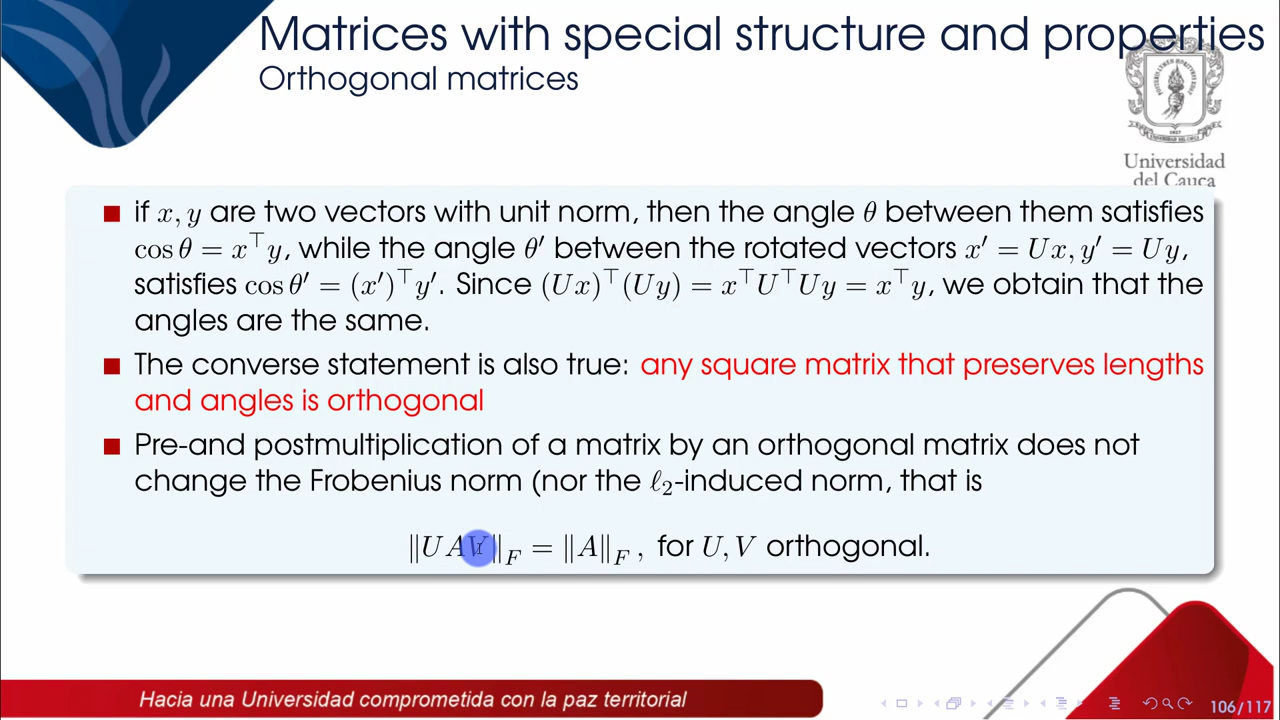 Matrices with special structure and properties
Orthogonal matrices
Universidad
del Cauca
if x, y are two vectors with unit norm, then the angle θ between them satisfies
cos θ = x⊤y, while the angle θ′ between the rotated vectors x′ = Ux, y′ = Uy,
satisfies cos θ′ = (x′)⊤y′. Since (Ux)⊤(Uy) = x⊤U⊤Uy = x⊤y, we obtain that the
angles are the same.
The converse statement is also true: any square matrix that preserves lengths
and angles is orthogonal
Pre-and postmultiplication of a matrix by an orthogonal matrix does not
change the Frobenius norm (nor the ℓ₂-induced norm, that is
‖UAV‖F = ‖A‖F , for U, V orthogonal.
Hacia una Universidad comprometida con la paz territorial
106/117